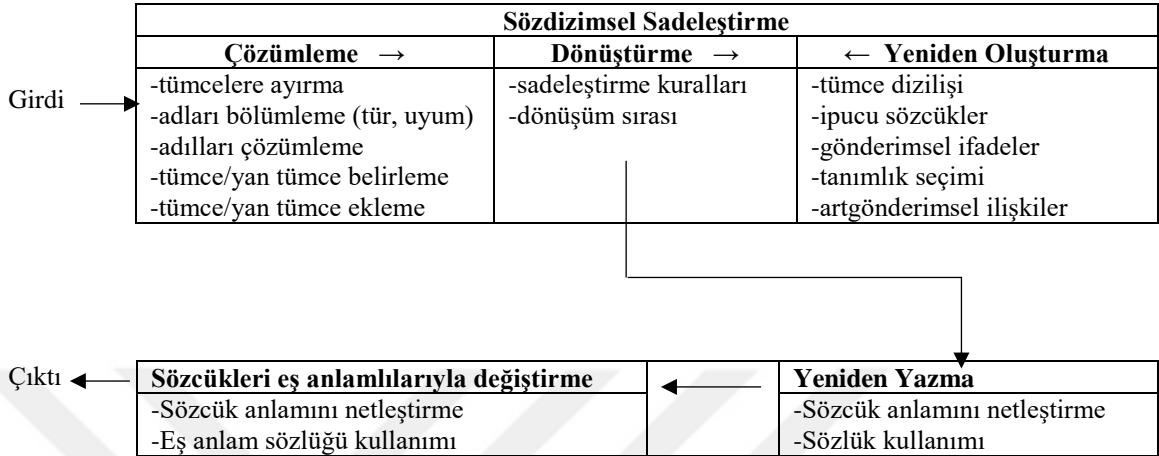 Sözdizimsel Sadeleştirme
Çözümleme → Dönüştürme → ← Yeniden Oluşturma
Girdi
-tümcelere ayırma
-adları bölümleme (tür, uyum)
-adılları çözümleme
-tümce/yan tümce belirleme
-tümce/yan tümce ekleme
-sadeleştirme kuralları
-dönüşüm sırası
-tümce dizilişi
-ipucu sözcükler
-gönderimsel ifadeler
-tanımlık seçimi
-artgönderimsel ilişkiler
Çıktı
Sözcükleri eş anlamlılarıyla değiştirme
-Sözcük anlamını netleştirme
-Eş anlam sözlüğü kullanımı
Yeniden Yazma
-Sözcük anlamını netleştirme
-Sözlük kullanımı